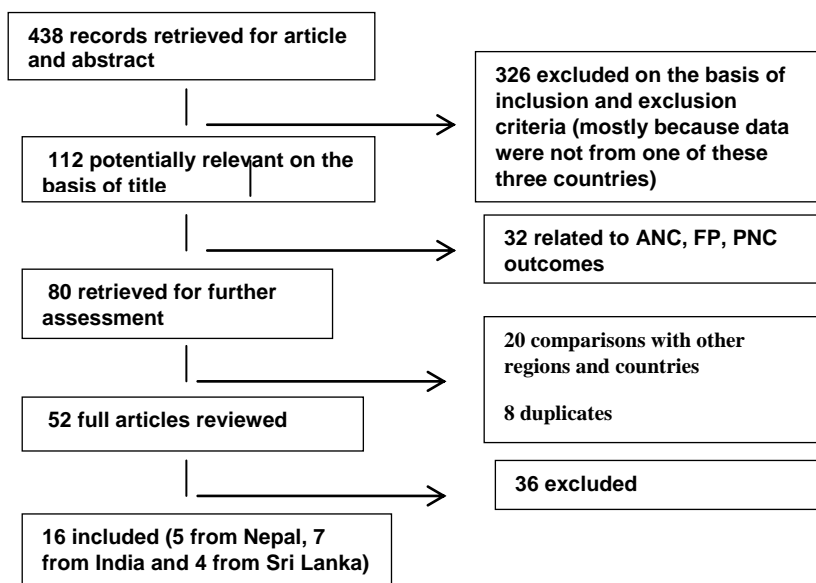 438 records retrieved for article
and abstract
326 excluded on the basis of
inclusion and exclusion
criteria (mostly because data
were not from one of these
three countries)
112 potentially relevant on the
basis of title
32 related to ANC, FP, PNC
outcomes
80 retrieved for further
assessment
20 comparisons with other
regions and countries
8 duplicates
52 full articles reviewed
36 excluded
16 included (5 from Nepal, 7
from India and 4 from Sri Lanka)